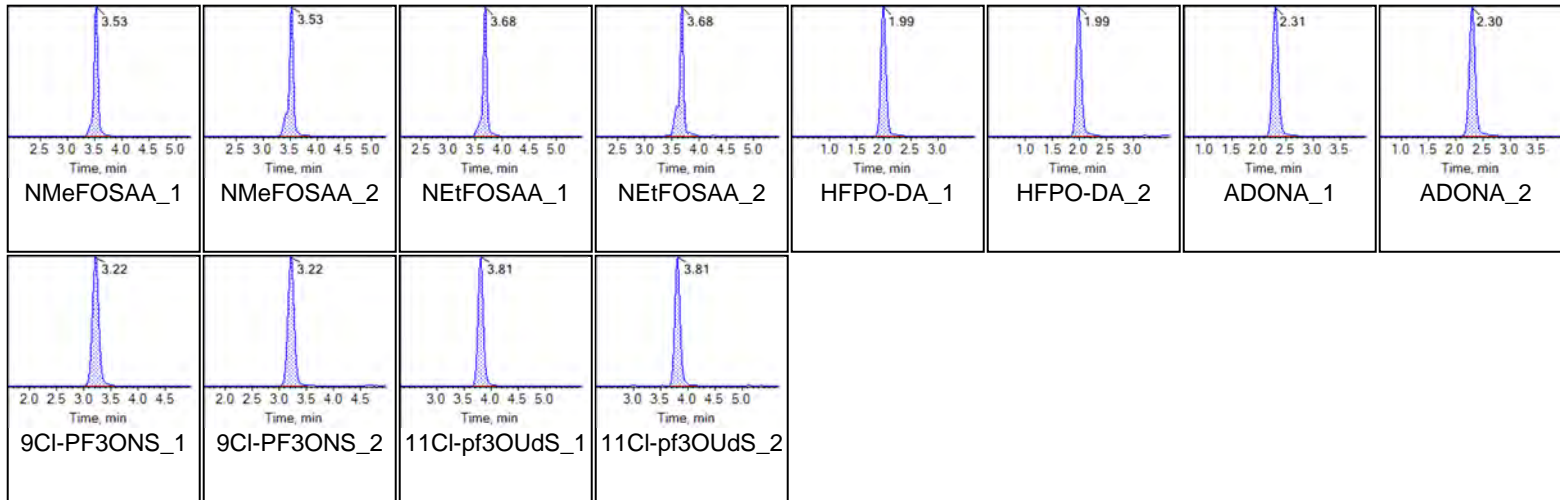 3.53
3.53
3.68
3.68
1.99
1.99
2.31
2.30
2.5 3.0 3.5 4.0 4.5 5.0
2.5 3.0 3.5 4.0 4.5 5.0
2.5 3.0 3.5 4.0 4.5 5.0
2.5 3.0 3.5 4.0 4.5 5.0
1.0 1.5 2.0 2.5 3.0
1.0 1.5 2.0 2.5 3.0
1.0 1.5 2.0 2.5 3.0 3.5
1.0 1.5 2.0 2.5 3.0 3.5
Time, min
Time, min
Time, min
Time, min
Time, min
Time, min
Time, min
Time, min
NMeFOSAA_1
NMeFOSAA_2
NEtFOSAA_1
NEtFOSAA_2
HFPO-DA_1
HFPO-DA_2
ADONA_1
ADONA_2
3.22
3.22
3.81
3.81
2.0 2.5 3.0 3.5 4.0 4.5
2.0 2.5 3.0 3.5 4.0 4.5
3.0 3.5 4.0 4.5 5.0
3.0 3.5 4.0 4.5 5.0
Time, min
Time, min
Time, min
Time, min
9Cl-PF3ONS_1
9Cl-PF3ONS_2
11Cl-pf3OUdS_1
11Cl-pf3OUdS_2